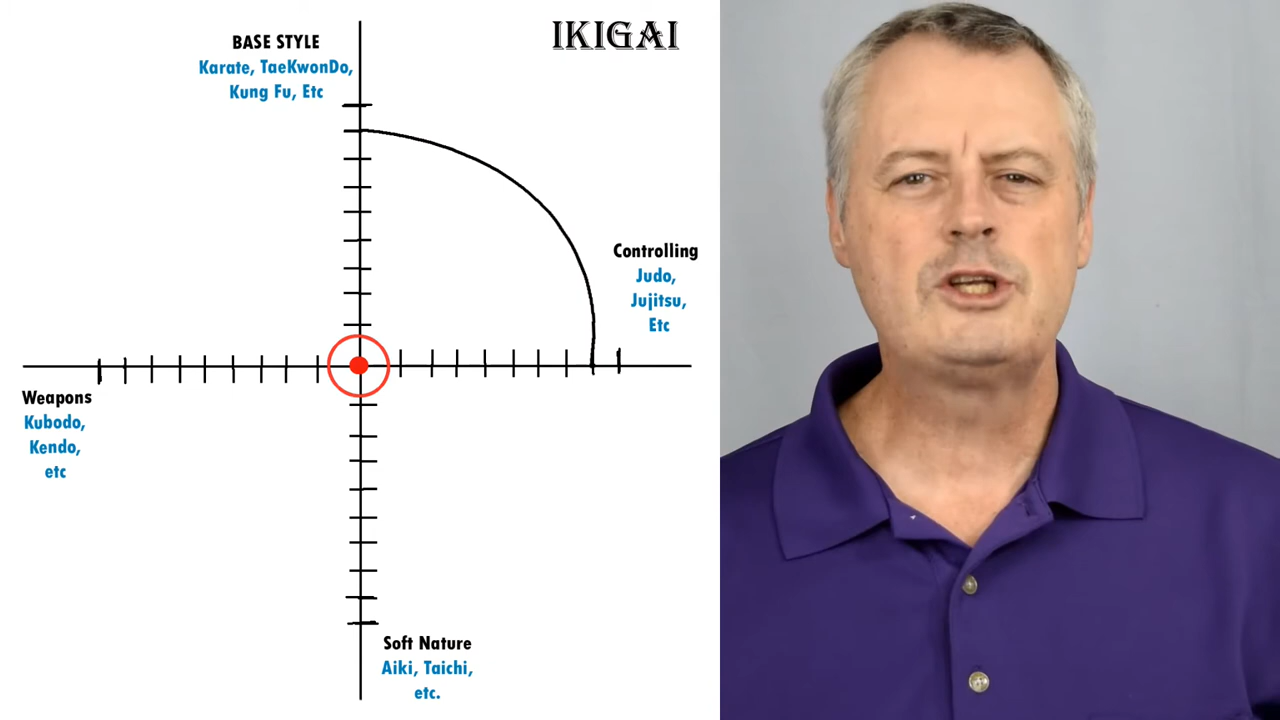 IKIGAI
BASE STYLE
Karate, TaeKwonDo,
Kung Fu, Etc
Controlling
Judo,
Jujitsu,
Etc
Weapons
Kubodo,
Kendo,
etc
Soft Nature
Aiki, Taichi,
etc.